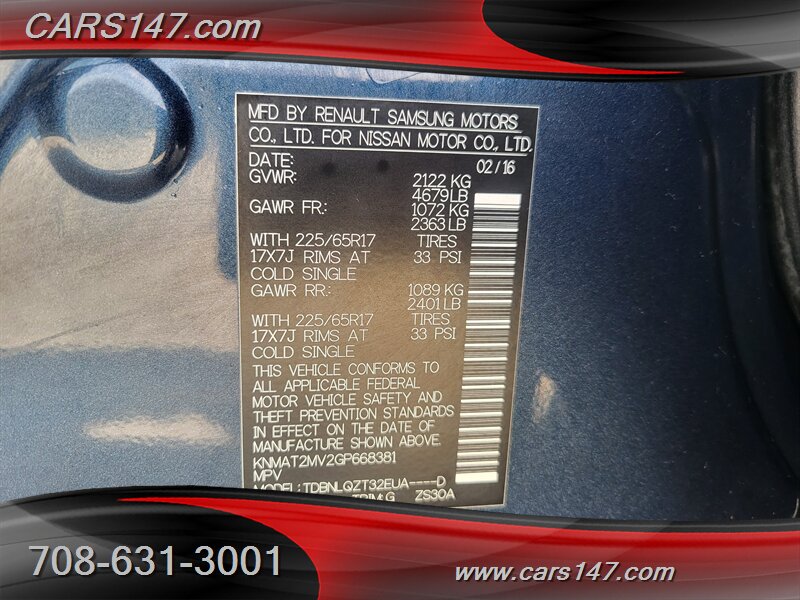 CARS147.com
MFD BY RENAULT SAMSUNG MOTORS
CO., LTD. FOR NISSAN MOTOR CO., LTD.
DATE: 02/16
GVWR: 2122 KG
4679LB
GAWR FR: 1072 KG
2363 LB
WITH 225/65R17 TIRES
17X7J RIMS AT 33 PSI
COLD SINGLE
GAWR RR: 1089 KG
2401 LB
WITH 225/65R17 TIRES
17X7J RIMS AT 33 PSI
COLD SINGLE
THIS VEHICLE CONFORMS TO
ALL APPLICABLE FEDERAL
MOTOR VEHICLE SAFETY AND
THEFT PREVENTION STANDARDS
IN EFFECT ON THE DATE OF
MANUFACTURE SHOWN ABOVE.
KNMAT2MV2GP668381
MPV
MODEL:TDBNLQZT32EUA----D
TRIM:G ZS30A
708-631-3001
www.cars147.com